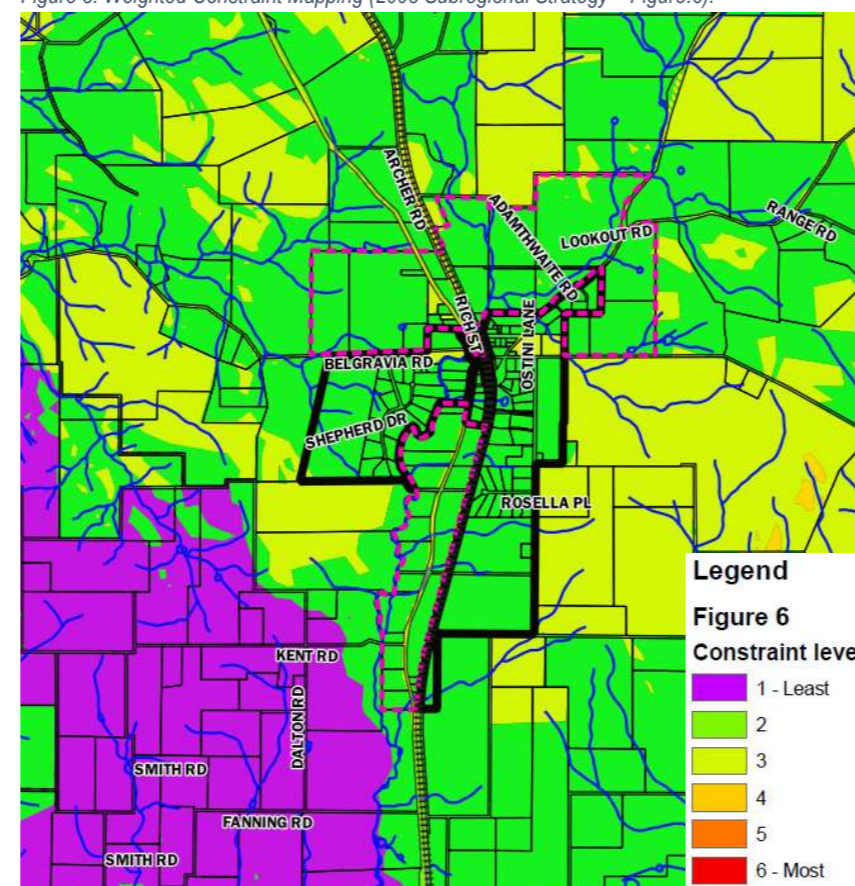 ARCHER RD
ADAMTHWAITE RD
LOOKOUT RD
RANGE RD
RICH ST
OSTINI LANE
BELGRAVIA RD
SHEPHERD DR
ROSELLA PL
KENT RD
DALTON RD
SMITH RD
FANNING RD
SMITH RD
Legend
Figure 6
Constraint leve
1 - Least
2
3
4
5
6 - Most